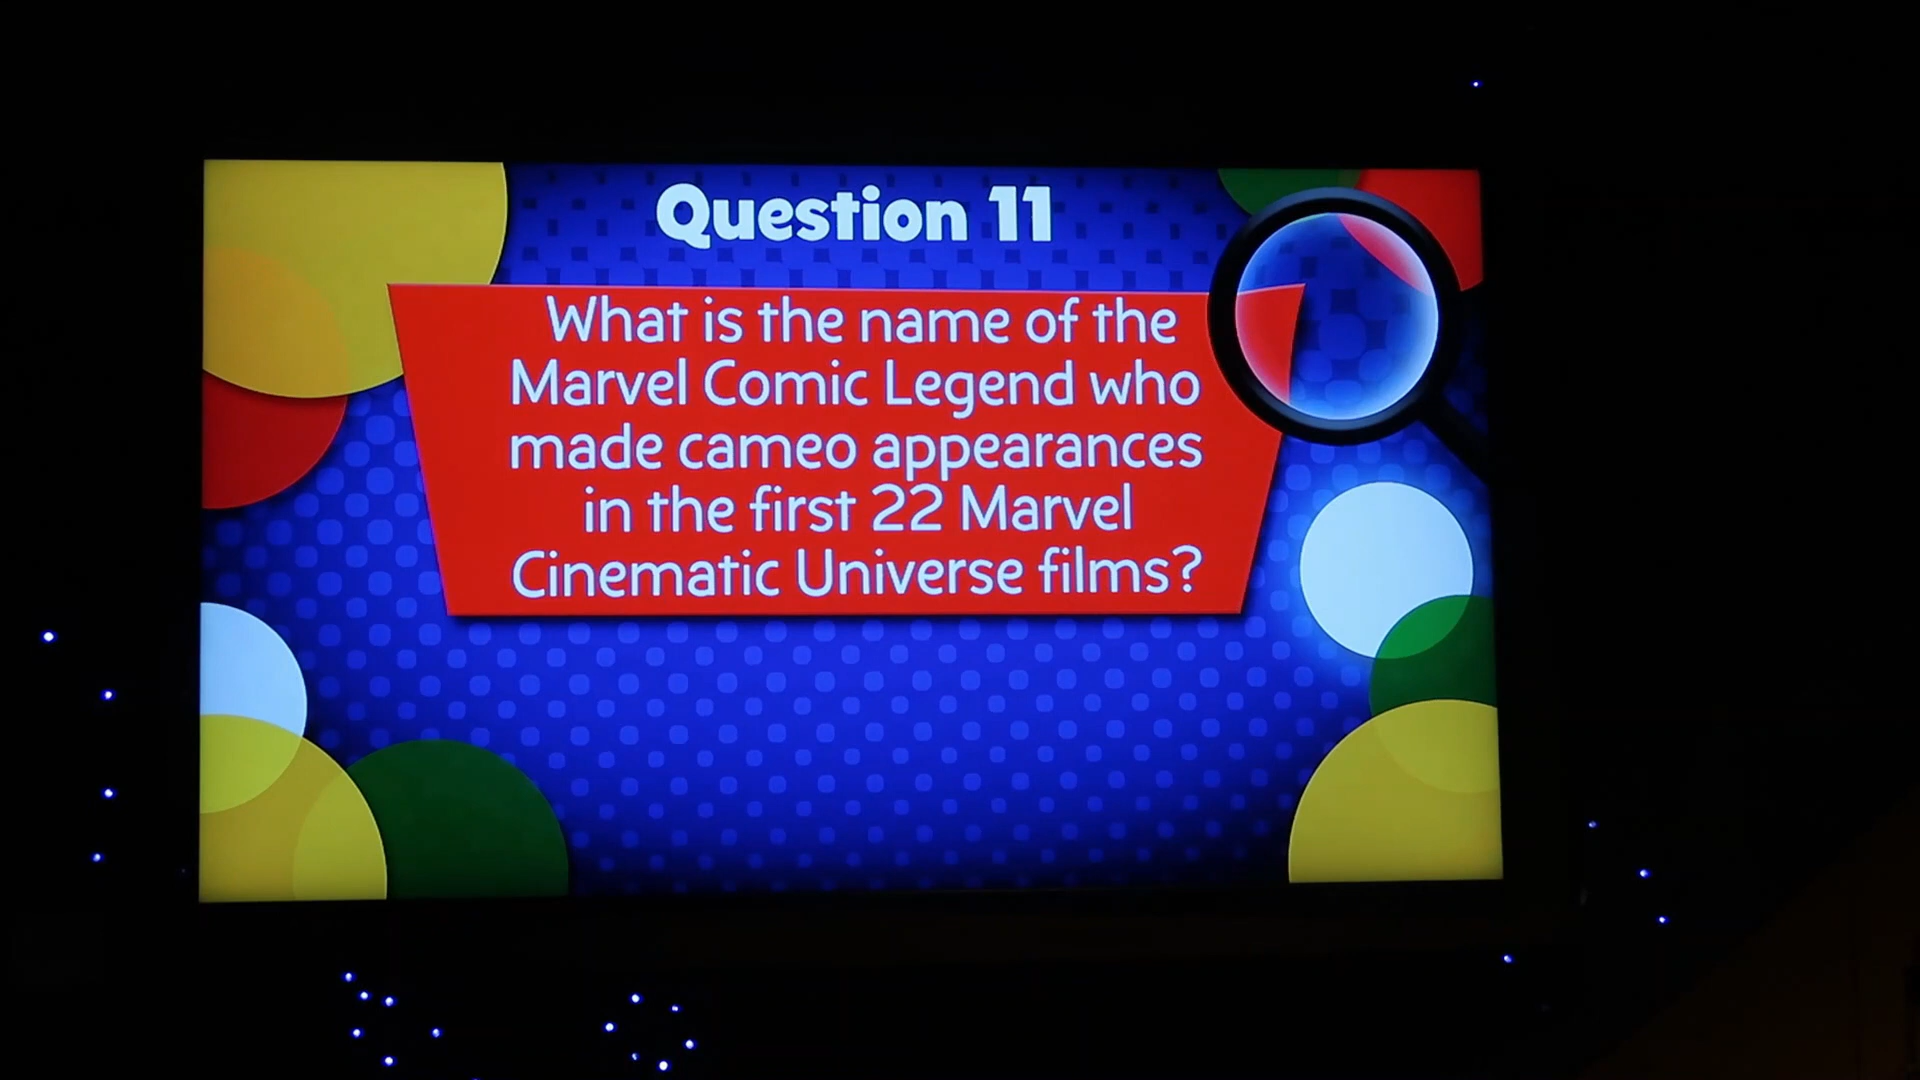 Question 11
What is the name of the
Marvel Comic Legend who
made cameo appearances
in the first 22 Marvel
Cinematic Universe films?